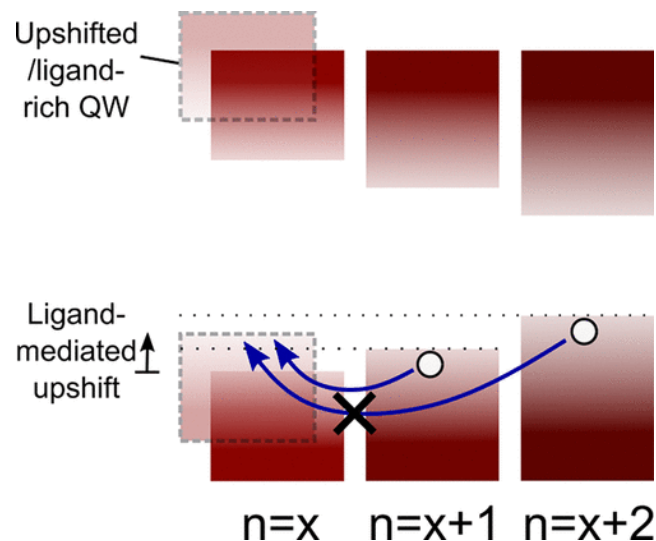 Upshifted
/ligand-
rich QW
Ligand-
mediated
upshift
n=x
n=x+1
n=x+2